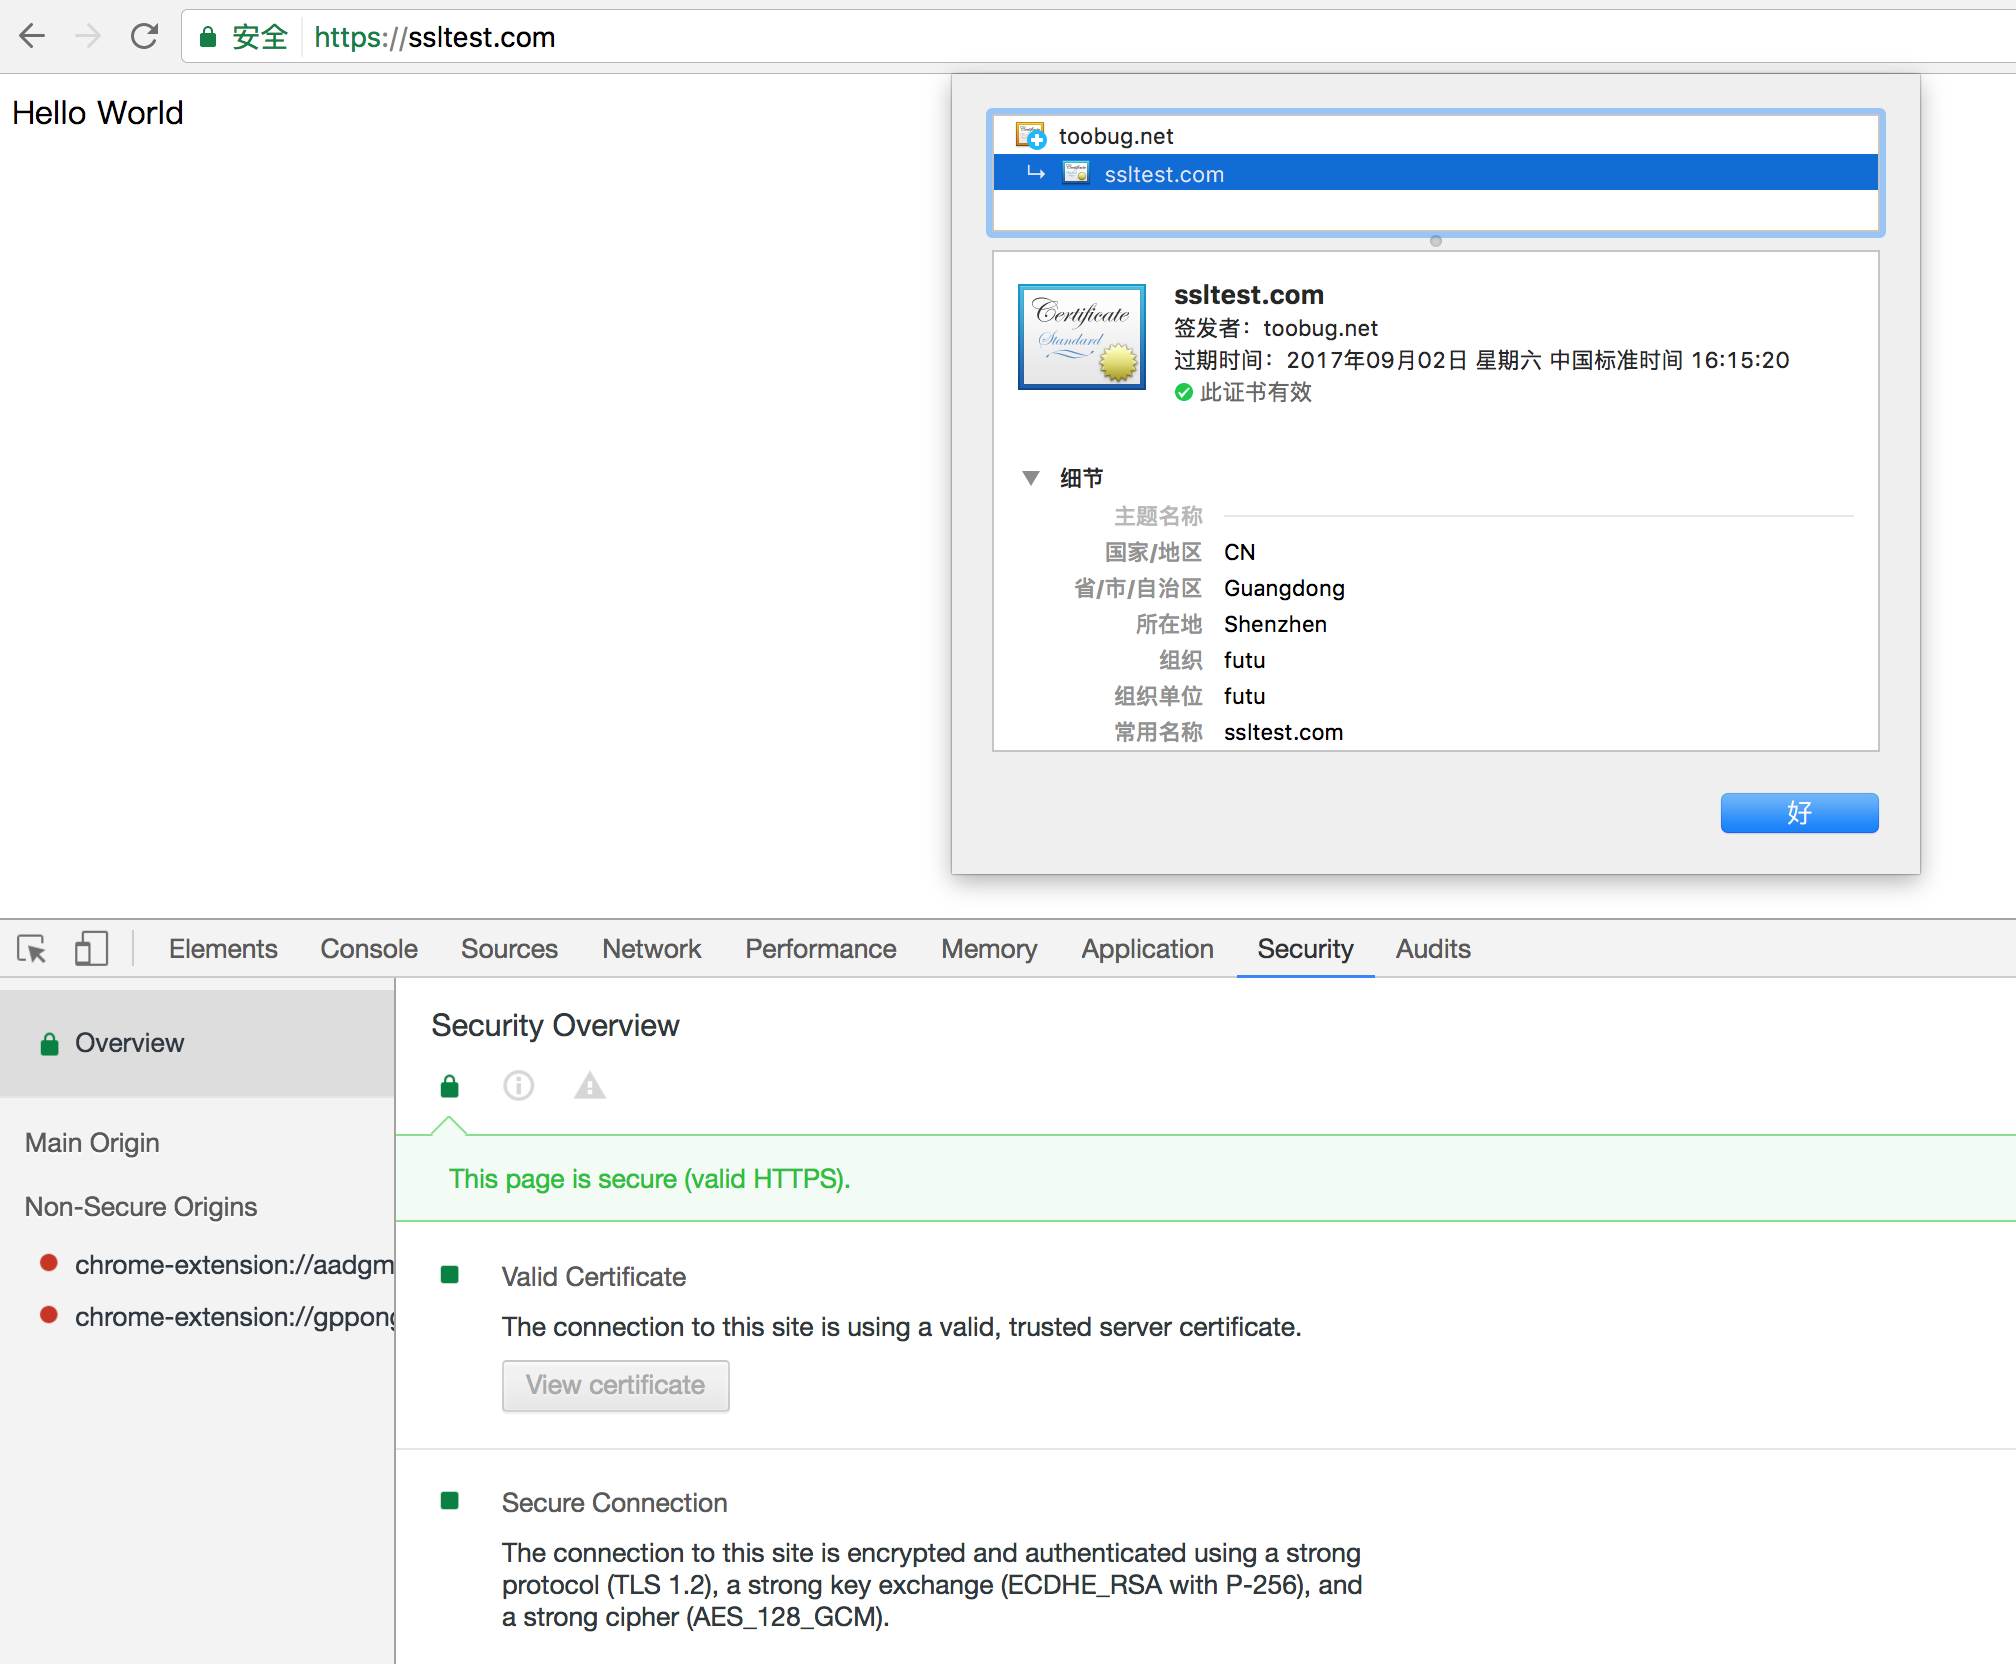 安全 https://ssltest.com
Hello World
toobug.net
ssltest.com
Certificate
Standard
ssltest.com
签发者：toobug.net
过期时间：2017年09月02日 星期六 中国标准时间 16:15:20
此证书有效
细节
主题名称
国家/地区 CN
省/市/自治区 Guangdong
所在地 Shenzhen
组织 futu
组织单位 futu
常用名称 ssltest.com
好
Elements Console Sources Network Performance Memory Application Security Audits
Overview
Main Origin
Non-Secure Origins
chrome-extension://aadgm
chrome-extension://gppong
Security Overview
This page is secure (valid HTTPS).
Valid Certificate
The connection to this site is using a valid, trusted server certificate.
View certificate
Secure Connection
The connection to this site is encrypted and authenticated using a strong
protocol (TLS 1.2), a strong key exchange (ECDHE_RSA with P-256), and
a strong cipher (AES_128_GCM).